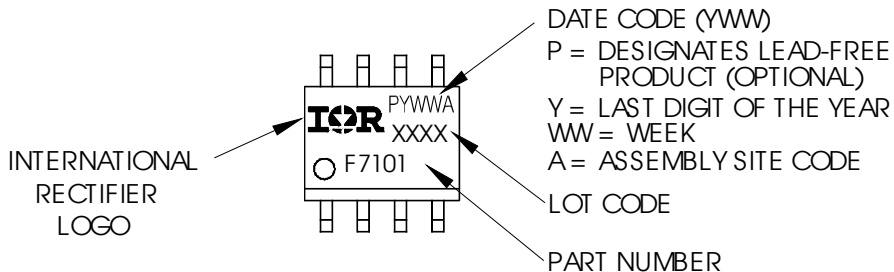 DATE CODE (YWW)
P = DESIGNATES LEAD-FREE
PRODUCT (OPTIONAL)
Y = LAST DIGIT OF THE YEAR
WW = WEEK
A = ASSEMBLY SITE CODE
LOT CODE
PART NUMBER
INTERNATIONAL
RECTIFIER
LOGO
IOR
PYWWA
XXXX
F7101